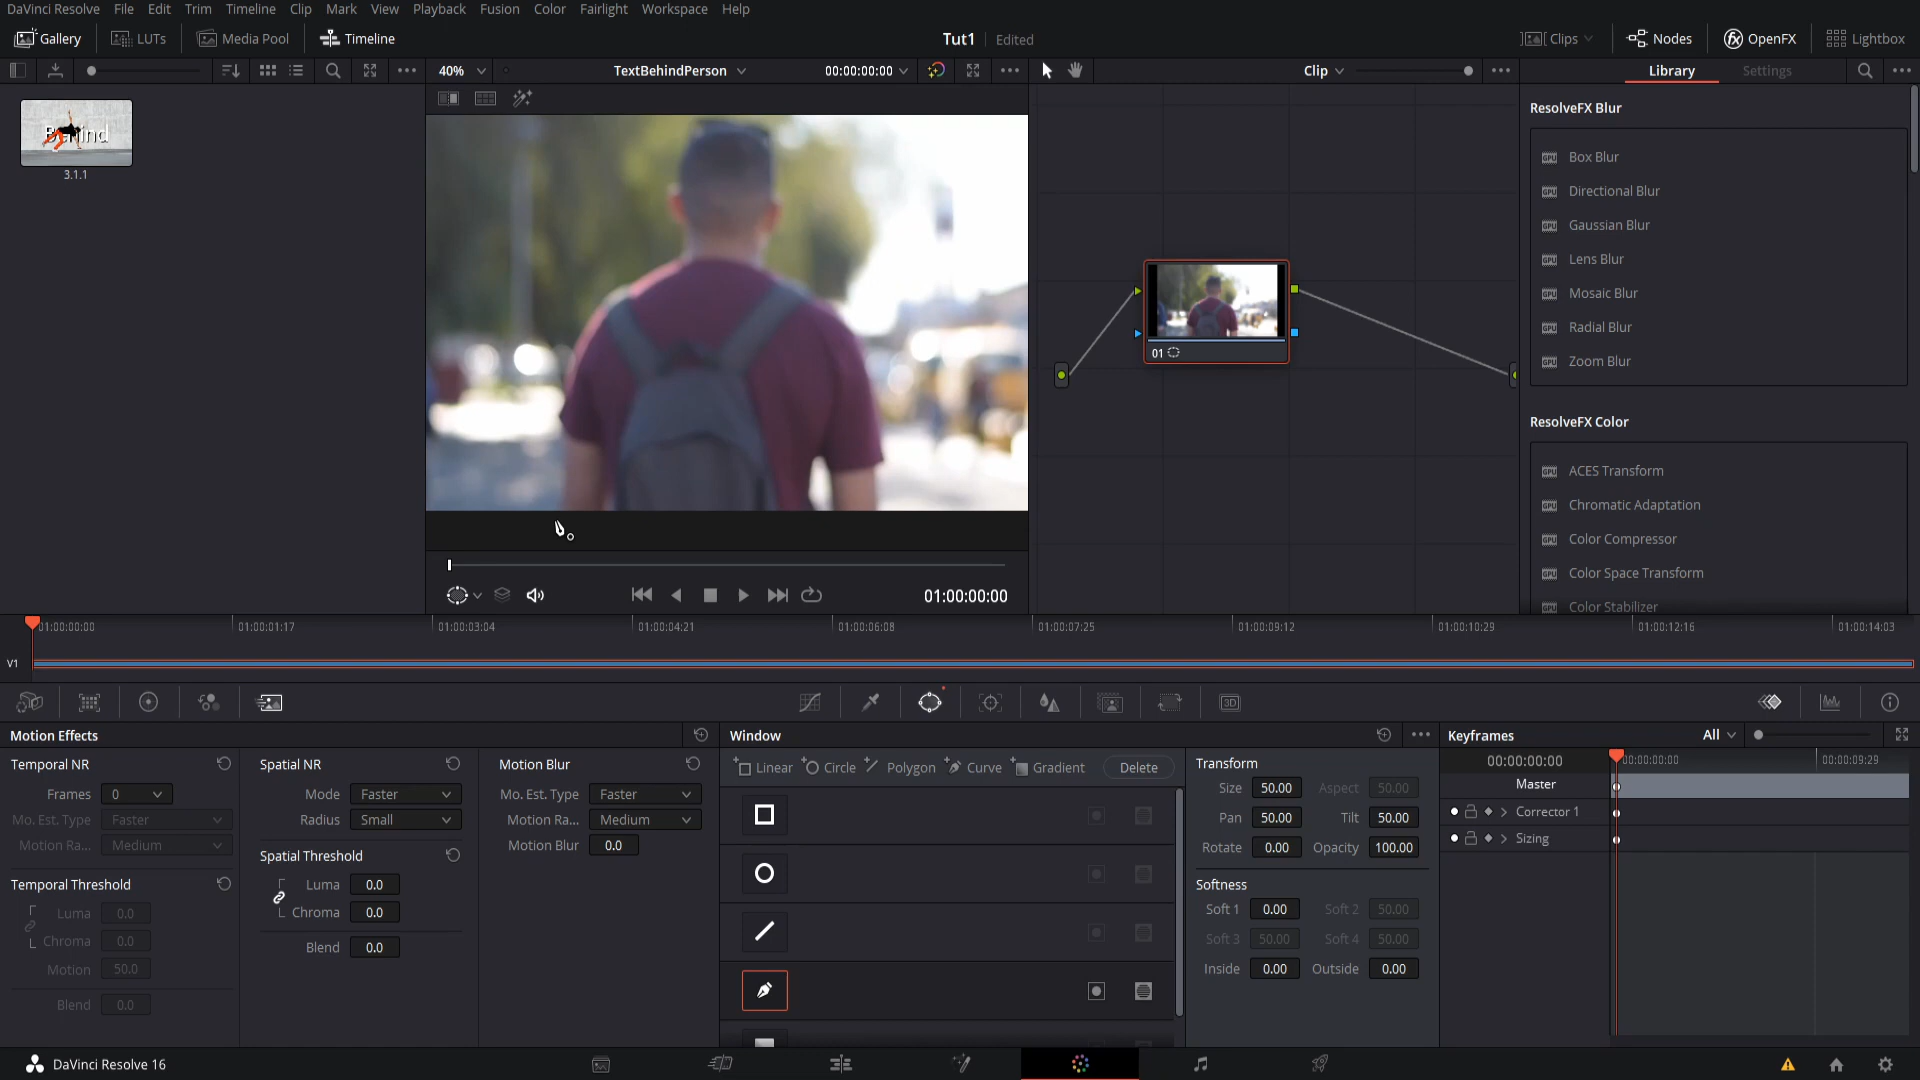 DaVinci Resolve File Edit Trim Timeline Clip Mark View Playback Fusion Color Fairlight Workspace Help
Gallery LUTs Media Pool Timeline Tut1 Edited Clips Nodes OpenFX Lightbox
40% TextBehindPerson 00:00:00:00 Clip Library Settings
3.1.1
01
ResolveFX Blur
Box Blur
Directional Blur
Gaussian Blur
Lens Blur
Mosaic Blur
Radial Blur
Zoom Blur
ResolveFX Color
ACES Transform
Chromatic Adaptation
Color Compressor
Color Space Transform
Color Stabilizer
01:00:00:00
01:00:00:00 01:00:01:17 01:00:03:04 01:00:04:21 01:00:06:08 01:00:07:25 01:00:09:12 01:00:10:29 01:00:12:16 01:00:14:03
V1
3D
Motion Effects
Temporal NR
Frames 0
Mo. Est. Type Faster
Motion Ra... Medium
Temporal Threshold
Luma 0.0
Chroma 0.0
Motion 50.0
Blend 0.0
Spatial NR
Mode Faster
Radius Small
Spatial Threshold
Luma 0.0
Chroma 0.0
Blend 0.0
Motion Blur
Mo. Est. Type Faster
Motion Ra... Medium
Motion Blur 0.0
Window
Linear Circle Polygon Curve Gradient Delete
Transform
Size 50.00 Aspect 50.00
Pan 50.00 Tilt 50.00
Rotate 0.00 Opacity 100.00
Softness
Soft 1 0.00 Soft 2 50.00
Soft 3 50.00 Soft 4 50.00
Inside 0.00 Outside 0.00
Keyframes All
00:00:00:00 00:00:00:00 00:00:09:29
Master
Corrector 1
Sizing
DaVinci Resolve 16